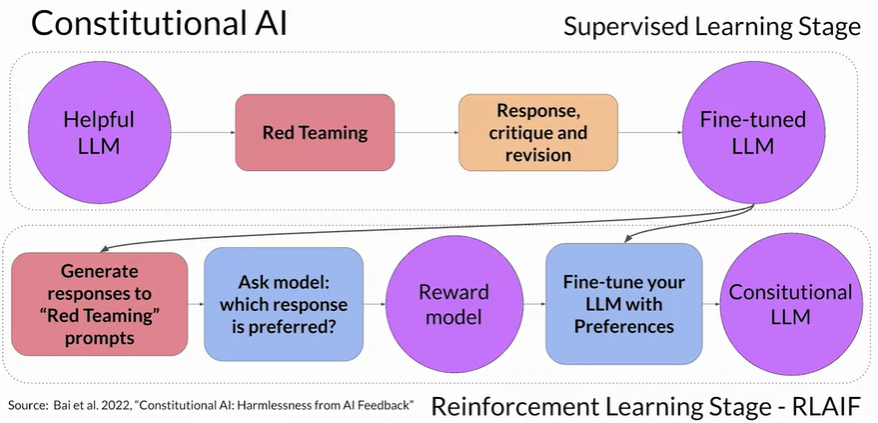 Constitutional AI
Supervised Learning Stage
Helpful
LLM
Red Teaming
Response,
critique and
revision
Fine-tuned
LLM
Generate
responses to
“Red Teaming”
prompts
Ask model:
which response
is preferred?
Reward
model
Fine-tune your
LLM with
Preferences
Consitutional
LLM
Source: Bai et al. 2022, “Constitutional AI: Harmlessness from AI Feedback”
Reinforcement Learning Stage - RLAIF